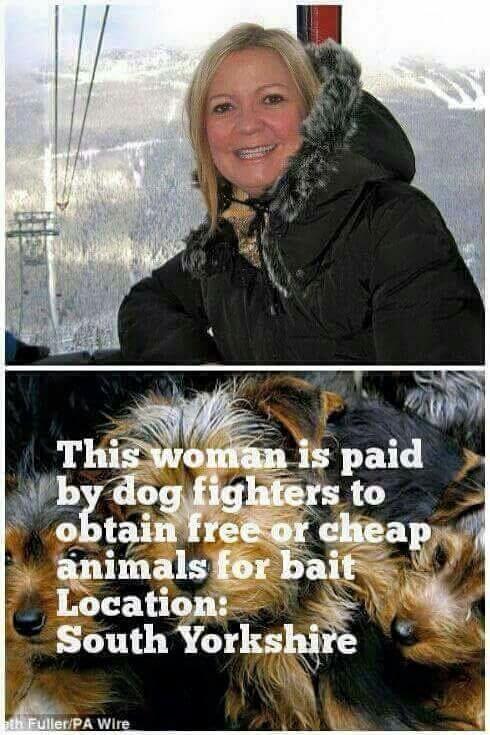 This woman is paid
by dog fighters to
obtain free or cheap
animals for bait
Location:
South Yorkshire
th Fuller/PA Wire